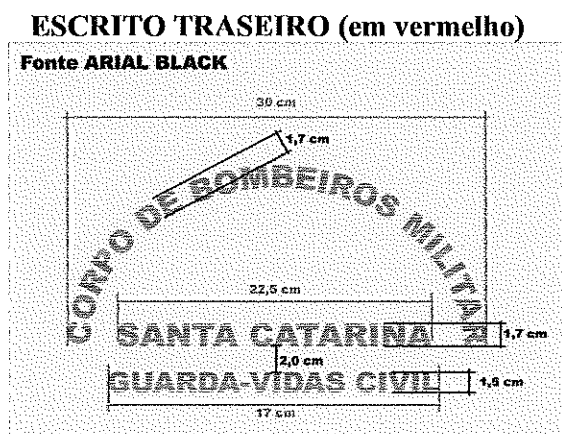 ESCRITO TRASEIRO (em vermelho)
Fonte ARIAL BLACK
30 cm
1,7 cm
CORPO DE BOMBEIROS MILITAR
22,5 cm
SANTA CATARINA
1,7 cm
2,0 cm
GUARDA-VIDAS CIVIL
1,5 cm
17 cm